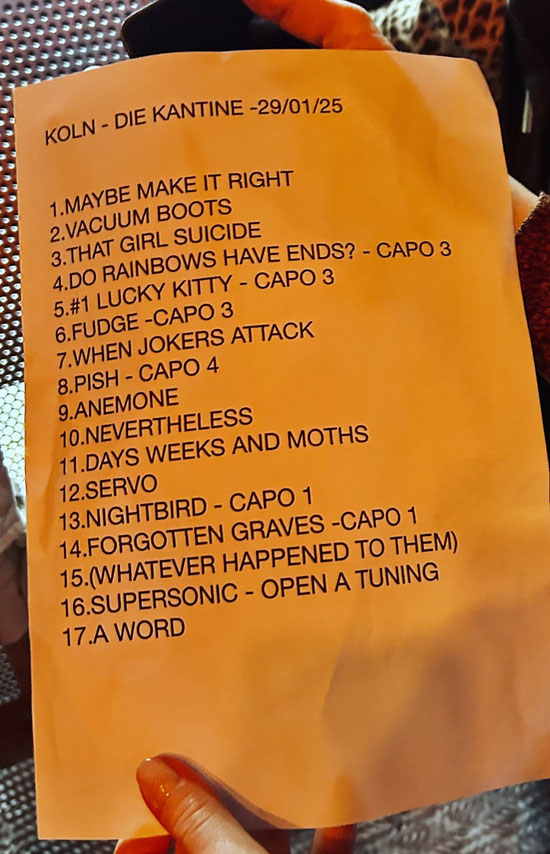 KOLN - DIE KANTINE -29/01/25
1.MAYBE MAKE IT RIGHT
2.VACUUM BOOTS
3.THAT GIRL SUICIDE
4.DO RAINBOWS HAVE ENDS? - CAPO 3
5.#1 LUCKY KITTY - CAPO 3
6.FUDGE -CAPO 3
7.WHEN JOKERS ATTACK
8.PISH - CAPO 4
9.ANEMONE
10.NEVERTHELESS
11.DAYS WEEKS AND MOTHS
12.SERVO
13.NIGHTBIRD - CAPO 1
14.FORGOTTEN GRAVES -CAPO 1
15.(WHATEVER HAPPENED TO THEM)
16.SUPERSONIC - OPEN A TUNING
17.A WORD